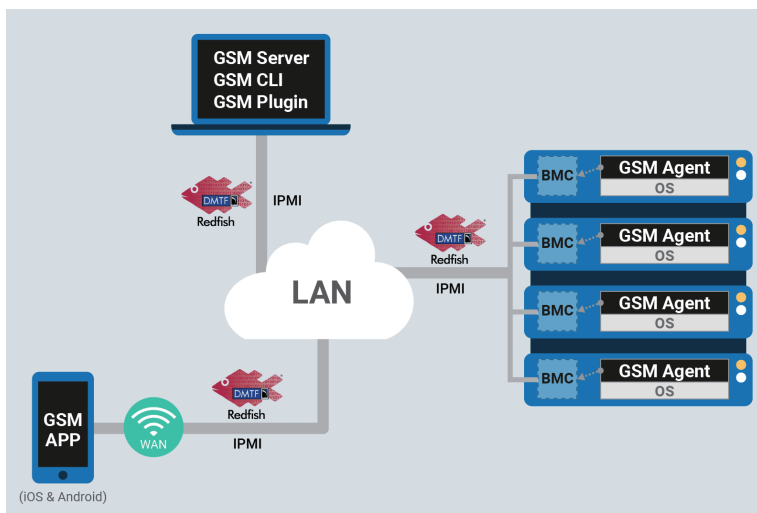 GSM Server
GSM CLI
GSM Plugin
DMTF
Redfish
IPMI
LAN
DMTF
Redfish
IPMI
BMC
GSM Agent
OS
BMC
GSM Agent
OS
BMC
GSM Agent
OS
BMC
GSM Agent
OS
GSM
APP
(iOS & Android)
WAN
DMTF
Redfish
IPMI